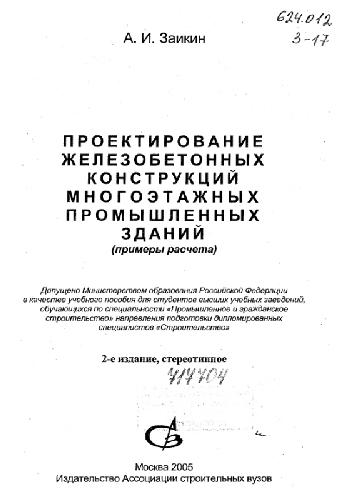 624.012
З-17
А. И. Заикин
ПРОЕКТИРОВАНИЕ
ЖЕЛЕЗОБЕТОННЫХ
КОНСТРУКЦИЙ
МНОГОЭТАЖНЫХ
ПРОМЫШЛЕННЫХ
ЗДАНИЙ
(примеры расчета)
Допущено Министерством образования Российской Федерации
в качестве учебного пособия для студентов высших учебных заведений,
обучающихся по специальности «Промышленное и гражданское
строительство» направления подготовки дипломированных
специалистов «Строительство»
2-е издание, стереотипное
717704
Москва 2005
Издательство Ассоциации строительных вузов